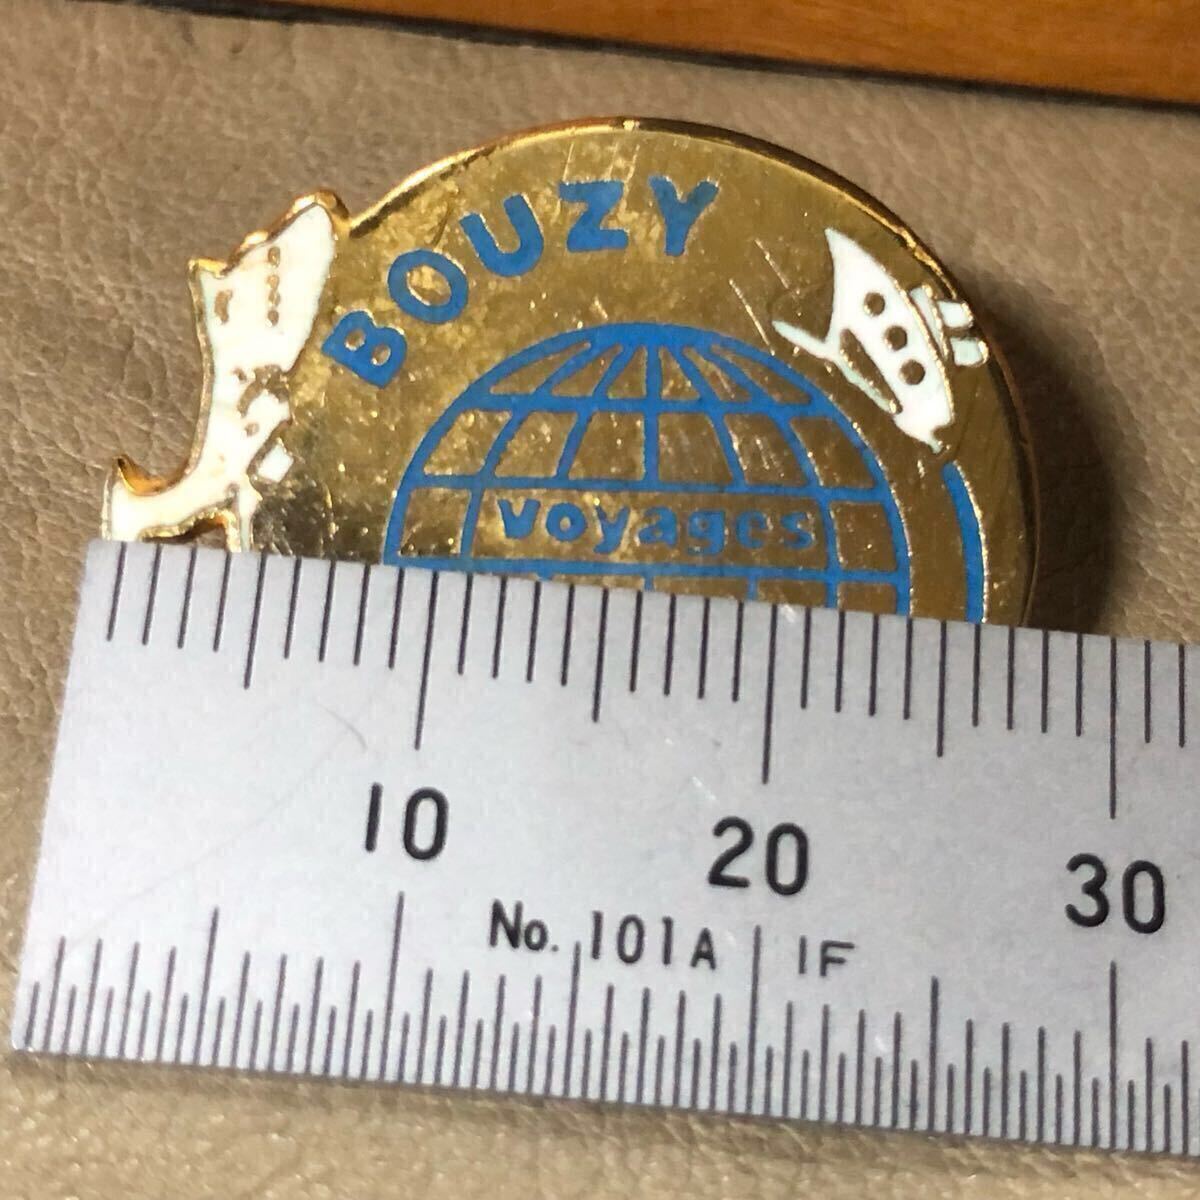 BOUZY
voyages
10 20 30
No. 101A IF